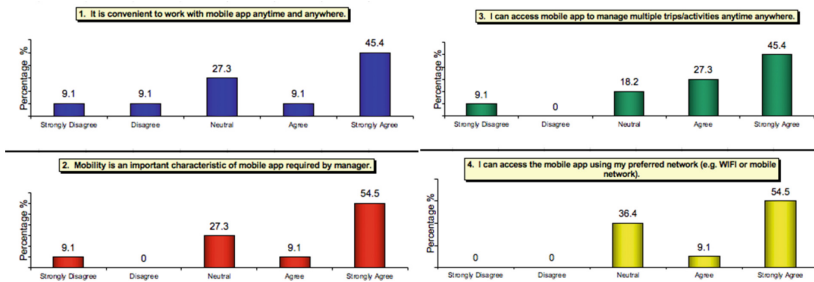 1. It is convenient to work with mobile app anytime and anywhere.
Percentage %
9.1
9.1
27.3
9.1
45.4
Strongly Disagree
Disagree
Neutral
Agree
Strongly Agree
2. Mobility is an important characteristic of mobile app required by manager.
Percentage %
9.1
0
27.3
9.1
54.5
Strongly Disagree
Disagree
Neutral
Agree
Strongly Agree
3. I can access mobile app to manage multiple trips/activities anytime anywhere.
Percentage %
9.1
0
18.2
27.3
45.4
Strongly Disagree
Disagree
Neutral
Agree
Strongly Agree
4. I can access the mobile app using my preferred network (e.g. WIFI or mobile
network).
Percentage %
0
0
36.4
9.1
54.5
Strongly Disagree
Disagree
Neutral
Agree
Strongly Agree